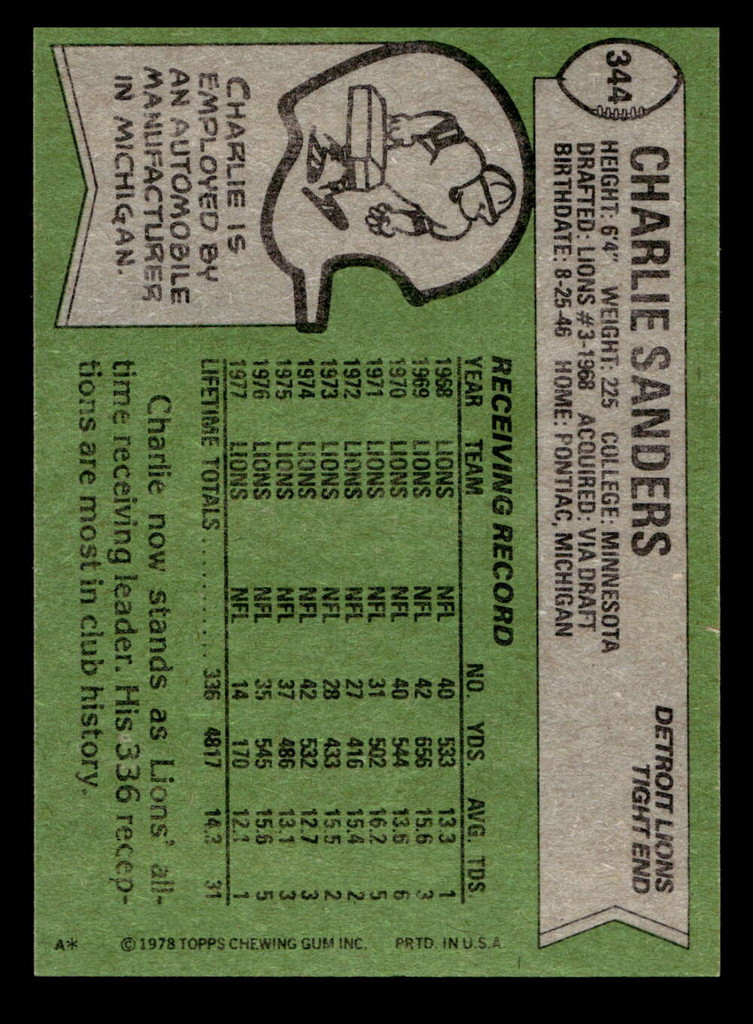 344
CHARLIE SANDERS
DETROIT LIONS
TIGHT END
HEIGHT: 6'4" WEIGHT: 225 COLLEGE: MINNESOTA
DRAFTED: LIONS #3-1968 ACQUIRED: VIA DRAFT
BIRTHDATE: 8-25-46 HOME: PONTIAC, MICHIGAN
CHARLIE IS
EMPLOYED BY
AN AUTOMOBILE
MANUFACTURER
IN MICHIGAN.
RECEIVING RECORD
YEAR TEAM NO. YDS. AVG. TDS
1968 LIONS NFL 40 533 13.3 1
1969 LIONS NFL 42 656 15.6 3
1970 LIONS NFL 40 544 13.6 6
1971 LIONS NFL 31 502 16.2 5
1972 LIONS NFL 27 416 15.4 2
1973 LIONS NFL 28 433 15.5 2
1974 LIONS NFL 42 532 12.7 3
1975 LIONS NFL 37 486 13.1 3
1976 LIONS NFL 35 545 15.6 5
1977 LIONS NFL 14 170 12.1 1
LIFETIME TOTALS.......... 336 4817 14.3 31
Charlie now stands as Lions' all-
time receiving leader. His 336 recep-
tions are most in club history.
A* © 1978 TOPPS CHEWING GUM INC. PRTD. IN U.S.A.